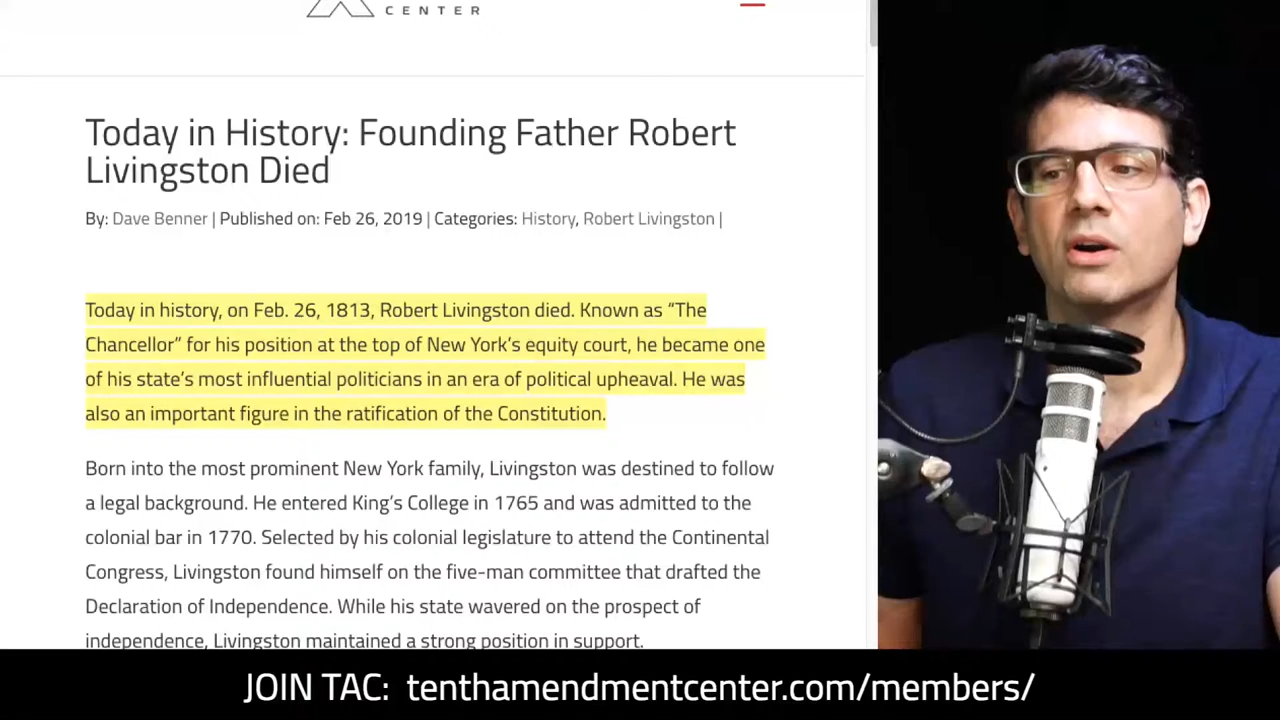 CENTER
Today in History: Founding Father Robert
Livingston Died
By: Dave Benner | Published on: Feb 26, 2019 | Categories: History, Robert Livingston |
Today in history, on Feb. 26, 1813, Robert Livingston died. Known as “The
Chancellor” for his position at the top of New York’s equity court, he became one
of his state’s most influential politicians in an era of political upheaval. He was
also an important figure in the ratification of the Constitution.
Born into the most prominent New York family, Livingston was destined to follow
a legal background. He entered King’s College in 1765 and was admitted to the
colonial bar in 1770. Selected by his colonial legislature to attend the Continental
Congress, Livingston found himself on the five-man committee that drafted the
Declaration of Independence. While his state wavered on the prospect of
independence, Livingston maintained a strong position in support.
JOIN TAC: tenthamendmentcenter.com/members/